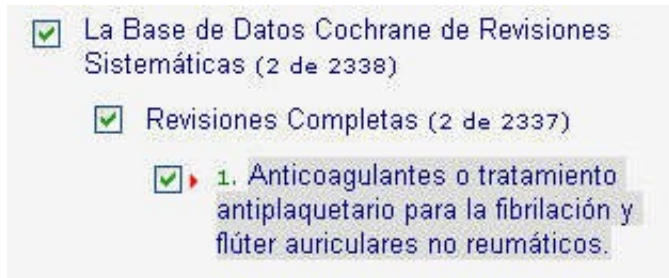 La Base de Datos Cochrane de Revisiones
Sistemáticas (2 de 2338)
Revisiones Completas (2 de 2337)
1. Anticoagulantes o tratamiento
antiplaquetario para la fibrilación y
flúter auriculares no reumáticos.